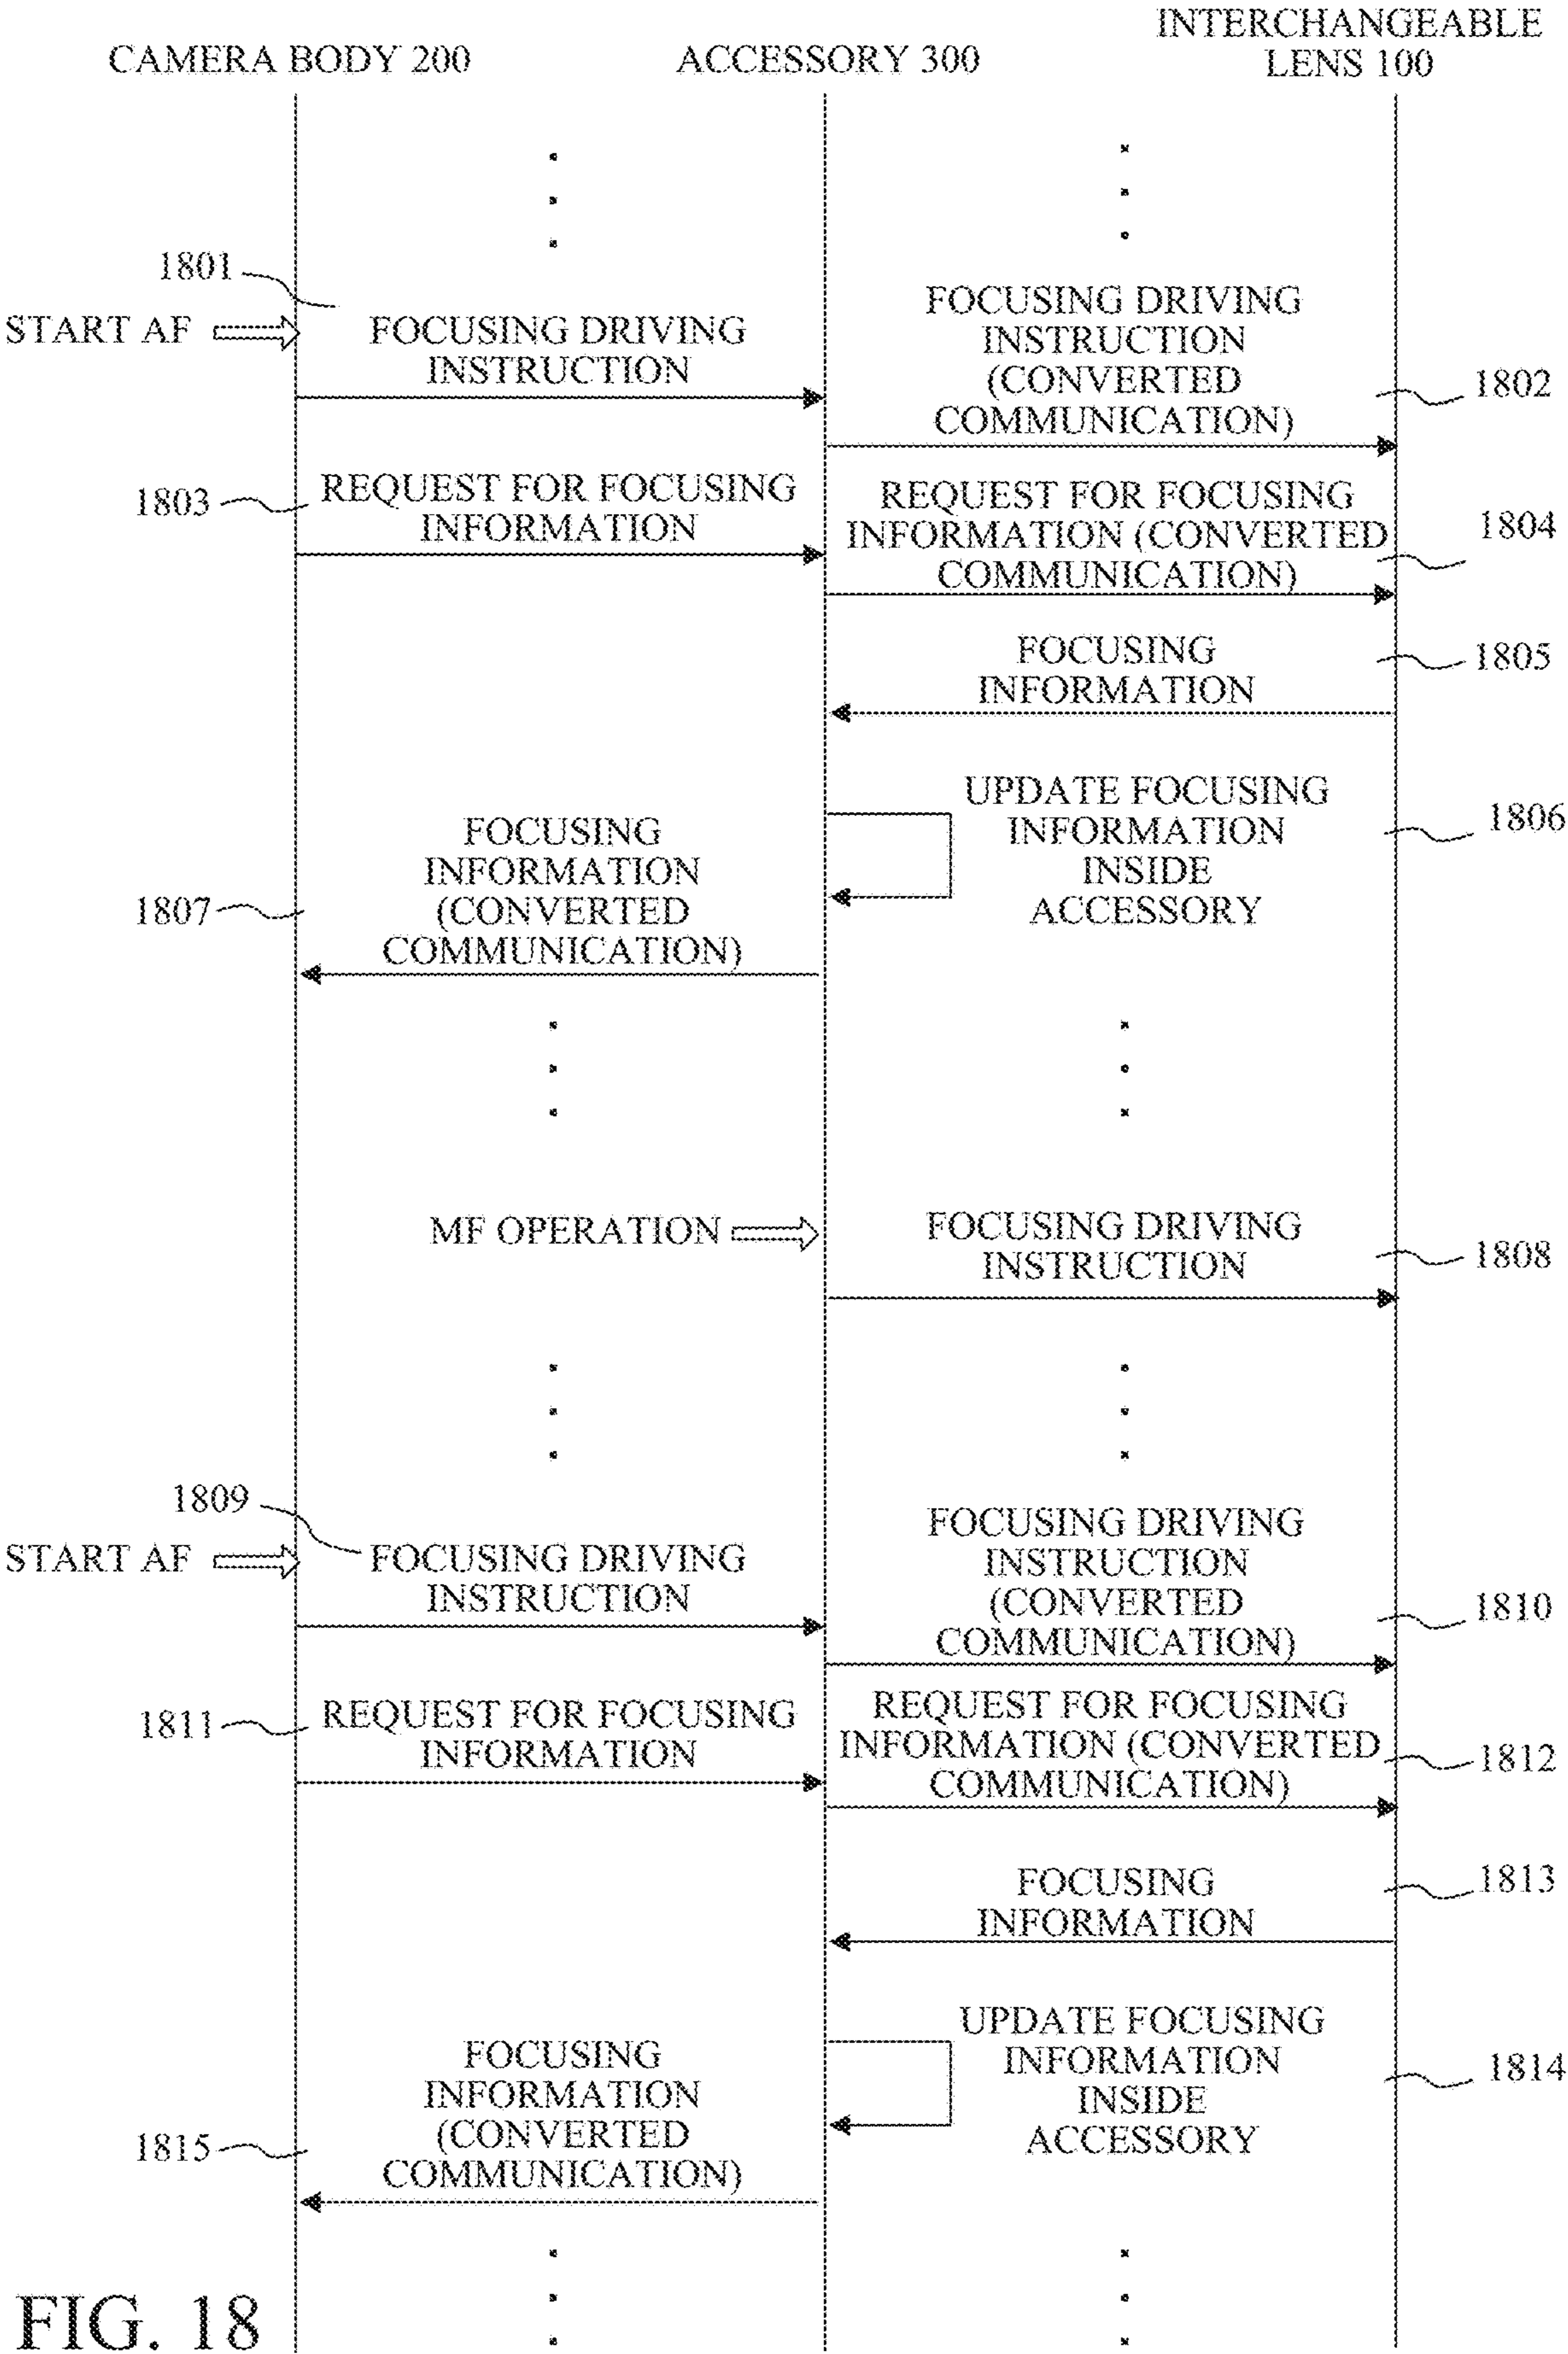 CAMERA BODY 200
ACCESSORY 300
INTERCHANGEABLE
LENS 100
1801
START AF
FOCUSING DRIVING
INSTRUCTION
FOCUSING DRIVING
INSTRUCTION
(CONVERTED
COMMUNICATION)
1802
1803
REQUEST FOR FOCUSING
INFORMATION
REQUEST FOR FOCUSING
INFORMATION (CONVERTED
COMMUNICATION)
1804
FOCUSING
INFORMATION
1805
UPDATE FOCUSING
INFORMATION
INSIDE
ACCESSORY
1806
FOCUSING
INFORMATION
(CONVERTED
COMMUNICATION)
1807
MF OPERATION
FOCUSING DRIVING
INSTRUCTION
1808
1809
START AF
FOCUSING DRIVING
INSTRUCTION
FOCUSING DRIVING
INSTRUCTION
(CONVERTED
COMMUNICATION)
1810
1811
REQUEST FOR FOCUSING
INFORMATION
REQUEST FOR FOCUSING
INFORMATION (CONVERTED
COMMUNICATION)
1812
FOCUSING
INFORMATION
1813
UPDATE FOCUSING
INFORMATION
INSIDE
ACCESSORY
1814
FOCUSING
INFORMATION
(CONVERTED
COMMUNICATION)
1815
FIG. 18